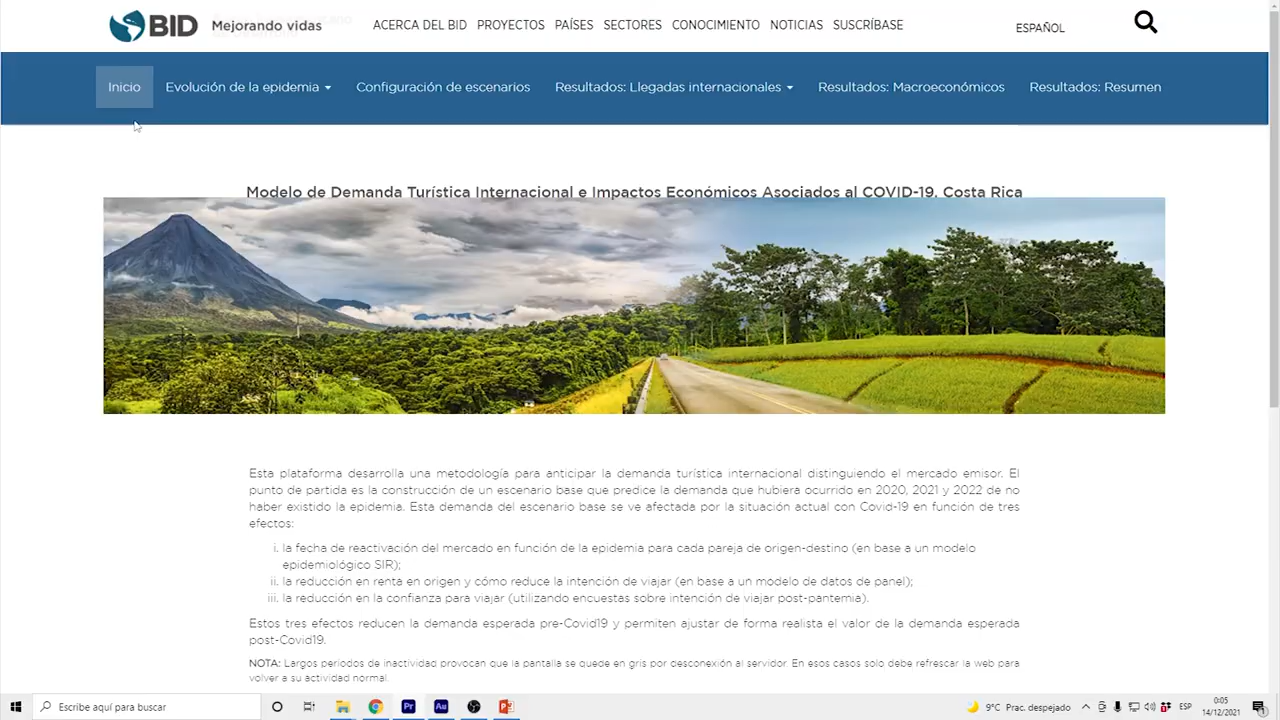 BID Mejorando vidas ACERCA DEL BID PROYECTOS PAÍSES SECTORES CONOCIMIENTO NOTICIAS SUSCRÍBASE ESPAÑOL
Inicio Evolución de la epidemia Configuración de escenarios Resultados: Llegadas internacionales Resultados: Macroeconómicos Resultados: Resumen
Modelo de Demanda Turística Internacional e Impactos Económicos Asociados al COVID-19. Costa Rica
Esta plataforma desarrolla una metodología para anticipar la demanda turística internacional distinguiendo el mercado emisor. El
punto de partida es la construcción de un escenario base que predice la demanda que hubiera ocurrido en 2020, 2021 y 2022 de no
haber existido la epidemia. Esta demanda del escenario base se ve afectada por la situación actual con Covid-19 en función de tres
efectos:
i. la fecha de reactivación del mercado en función de la epidemia para cada pareja de origen-destino (en base a un modelo
epidemiológico SIR);
ii. la reducción en renta en origen y cómo reduce la intención de viajar (en base a un modelo de datos de panel);
iii. la reducción en la confianza para viajar (utilizando encuestas sobre intención de viajar post-pantemia).
Estos tres efectos reducen la demanda esperada pre-Covid19 y permiten ajustar de forma realista el valor de la demanda esperada
post-Covid19.
NOTA: Largos periodos de inactividad provocan que la pantalla se quede en gris por desconexión al servidor. En esos casos solo debe refrescar la web para
volver a su actividad normal.
Escribe aquí para buscar Pr Au 9°C Prac. despejado ESP 0:05
14/12/2021